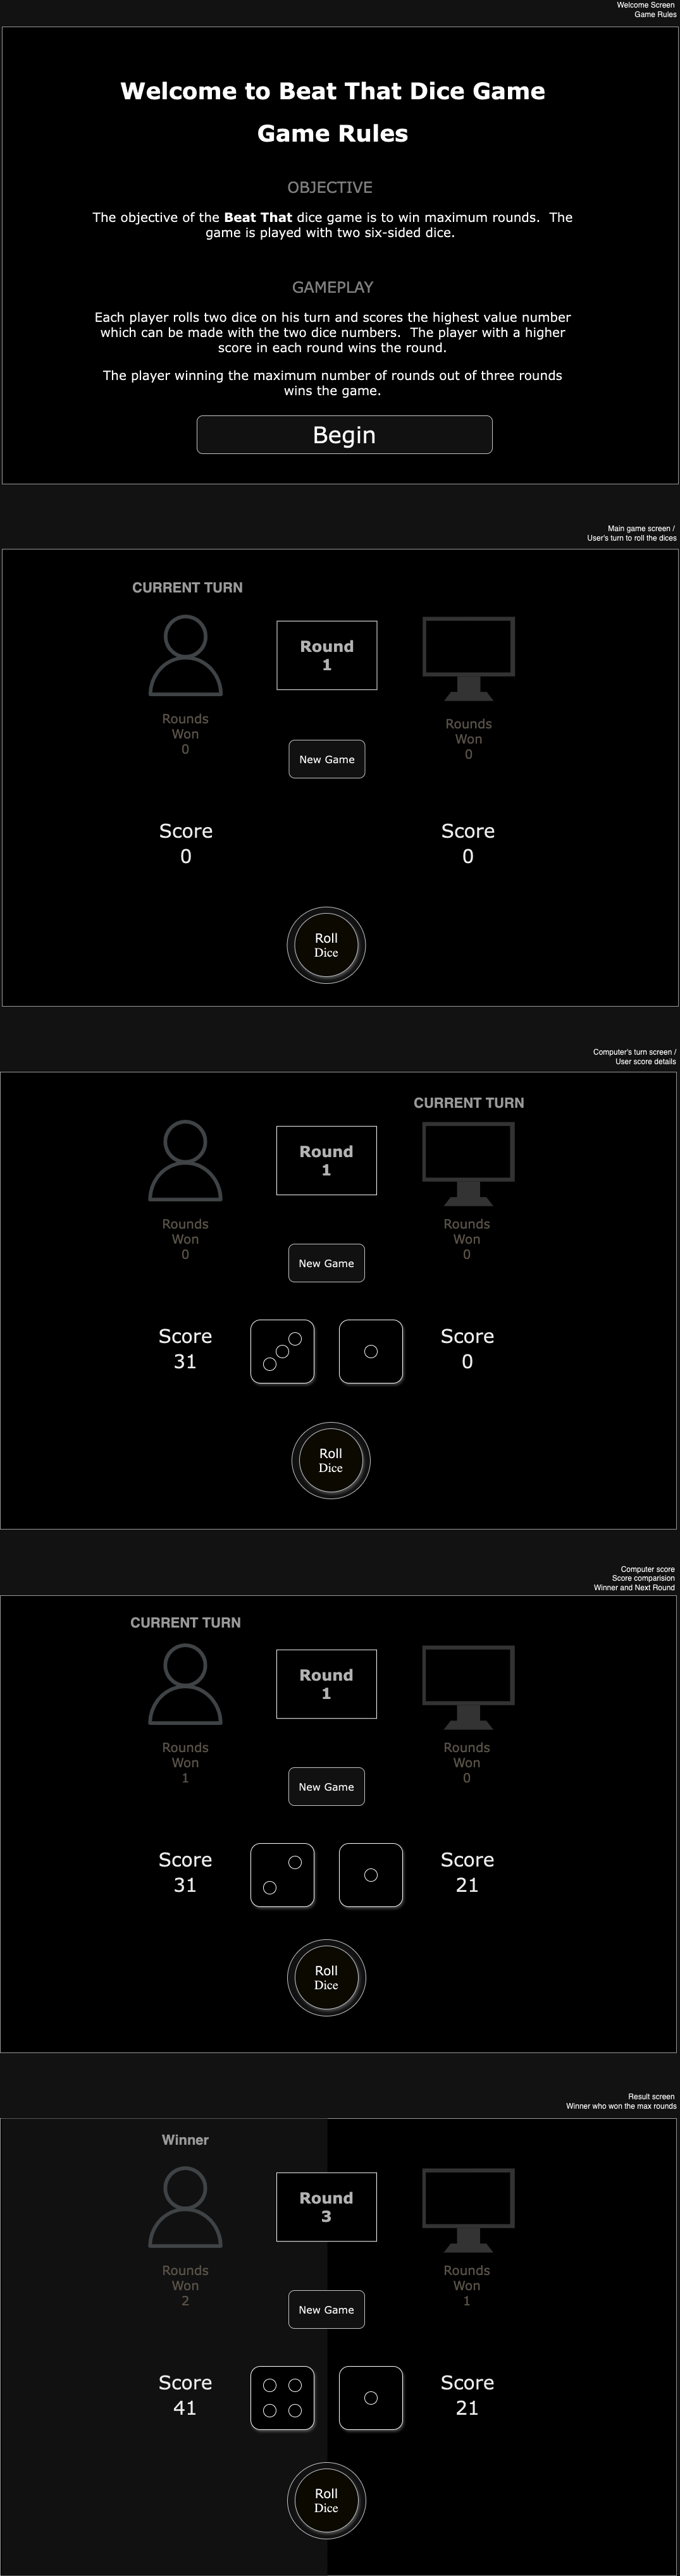 Welcome Screen
Game Rules
Welcome to Beat That Dice Game
Game Rules
OBJECTIVE
The objective of the Beat That dice game is to win maximum rounds.  The
game is played with two six-sided dice.
GAMEPLAY
Each player rolls two dice on his turn and scores the highest value number
which can be made with the two dice numbers.  The player with a higher
score in each round wins the round.
The player winning the maximum number of rounds out of three rounds
wins the game.
Begin
Main game screen /
User's turn to roll the dices
CURRENT TURN
Round
1
Rounds
Won
0
Rounds
Won
0
New Game
Score
0
Score
0
Roll
Dice
Computer's turn screen /
User score details
CURRENT TURN
Round
1
Rounds
Won
0
Rounds
Won
0
New Game
Score
31
Score
0
Roll
Dice
Computer score
Score comparision
Winner and Next Round
CURRENT TURN
Round
1
Rounds
Won
1
Rounds
Won
0
New Game
Score
31
Score
21
Roll
Dice
Result screen
Winner who won the max rounds
Winner
Round
3
Rounds
Won
2
Rounds
Won
1
New Game
Score
41
Score
21
Roll
Dice